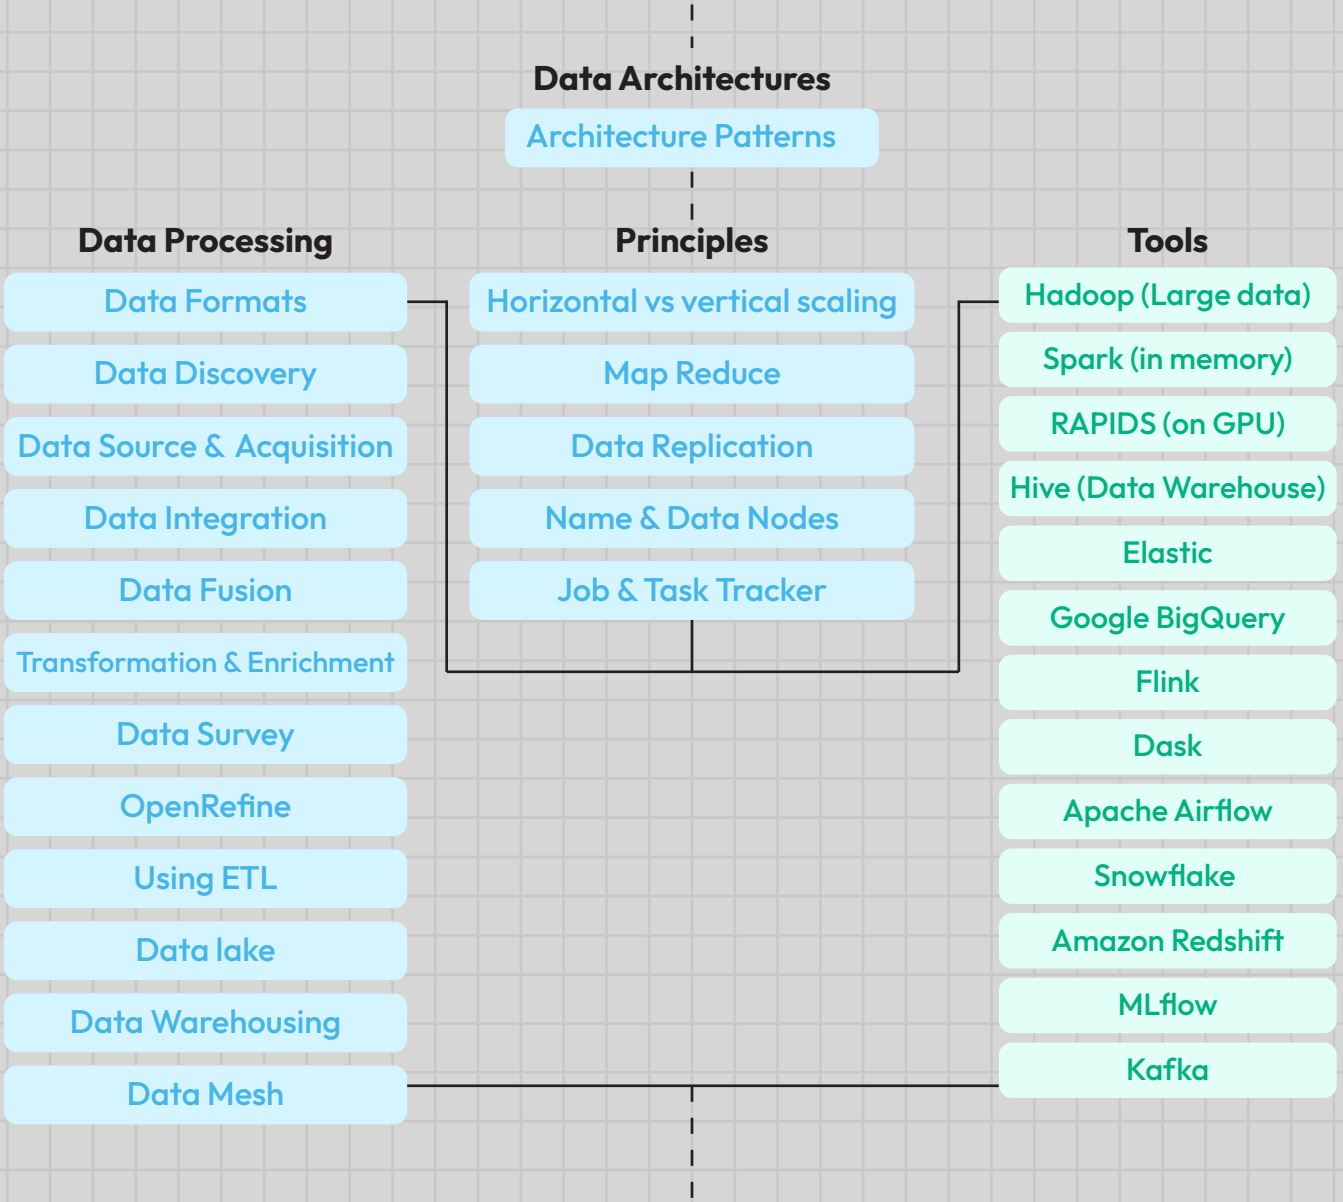 Data Architectures
Architecture Patterns
Data Processing
Data Formats
Data Discovery
Data Source & Acquisition
Data Integration
Data Fusion
Transformation & Enrichment
Data Survey
OpenRefine
Using ETL
Data lake
Data Warehousing
Data Mesh
Principles
Horizontal vs vertical scaling
Map Reduce
Data Replication
Name & Data Nodes
Job & Task Tracker
Tools
Hadoop (Large data)
Spark (in memory)
RAPIDS (on GPU)
Hive (Data Warehouse)
Elastic
Google BigQuery
Flink
Dask
Apache Airflow
Snowflake
Amazon Redshift
MLflow
Kafka